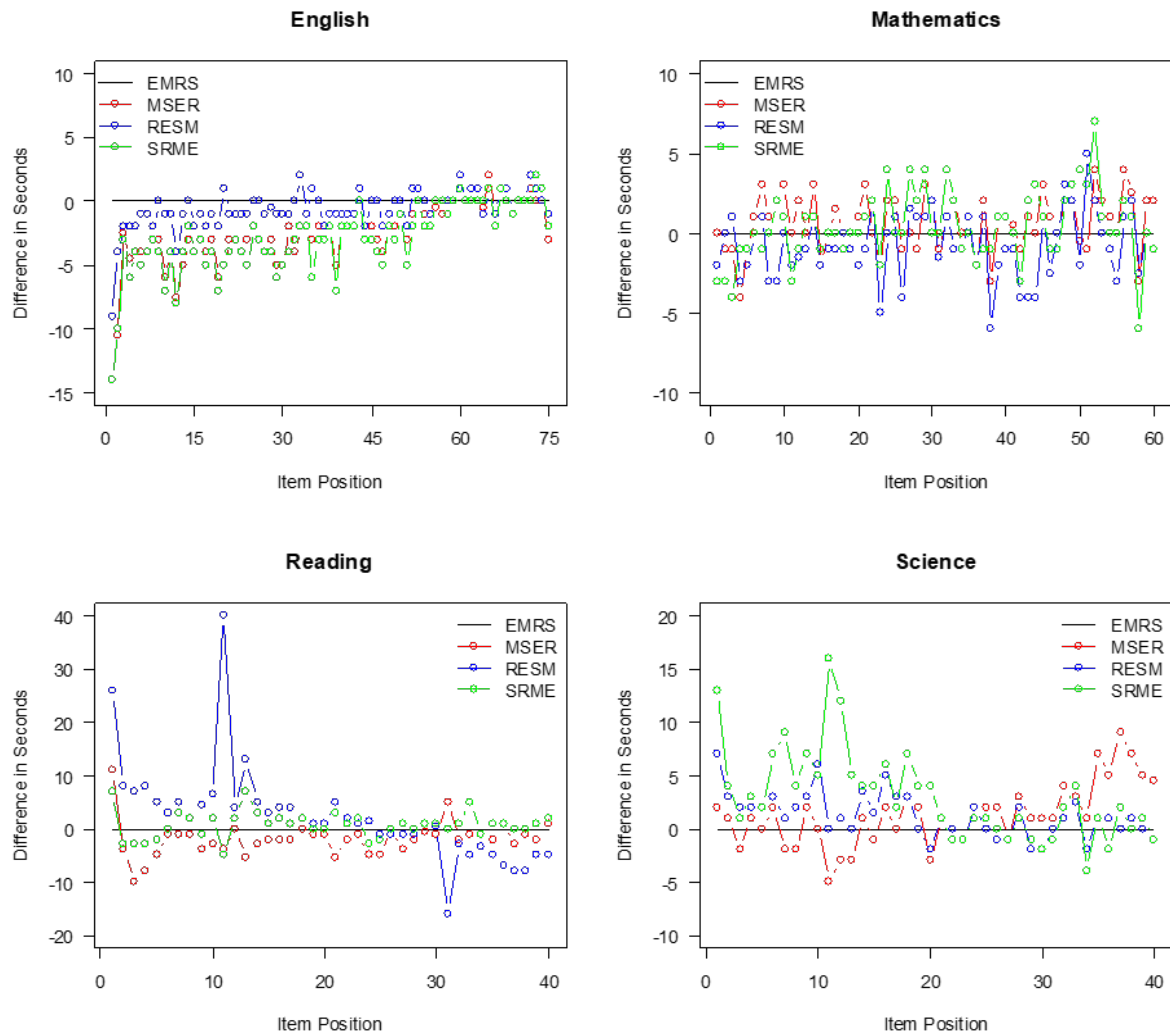 English
10
5
0
-5
-10
-15
Difference in Seconds
EMRS
MSER
RESM
SRME
0
15
30
45
60
75
Item Position
Mathematics
10
5
0
-5
-10
Difference in Seconds
EMRS
MSER
RESM
SRME
0
10
20
30
40
50
60
Item Position
Reading
40
30
20
10
0
-10
-20
Difference in Seconds
EMRS
MSER
RESM
SRME
0
10
20
30
40
Item Position
Science
20
15
10
5
0
-5
-10
Difference in Seconds
EMRS
MSER
RESM
SRME
0
10
20
30
40
Item Position